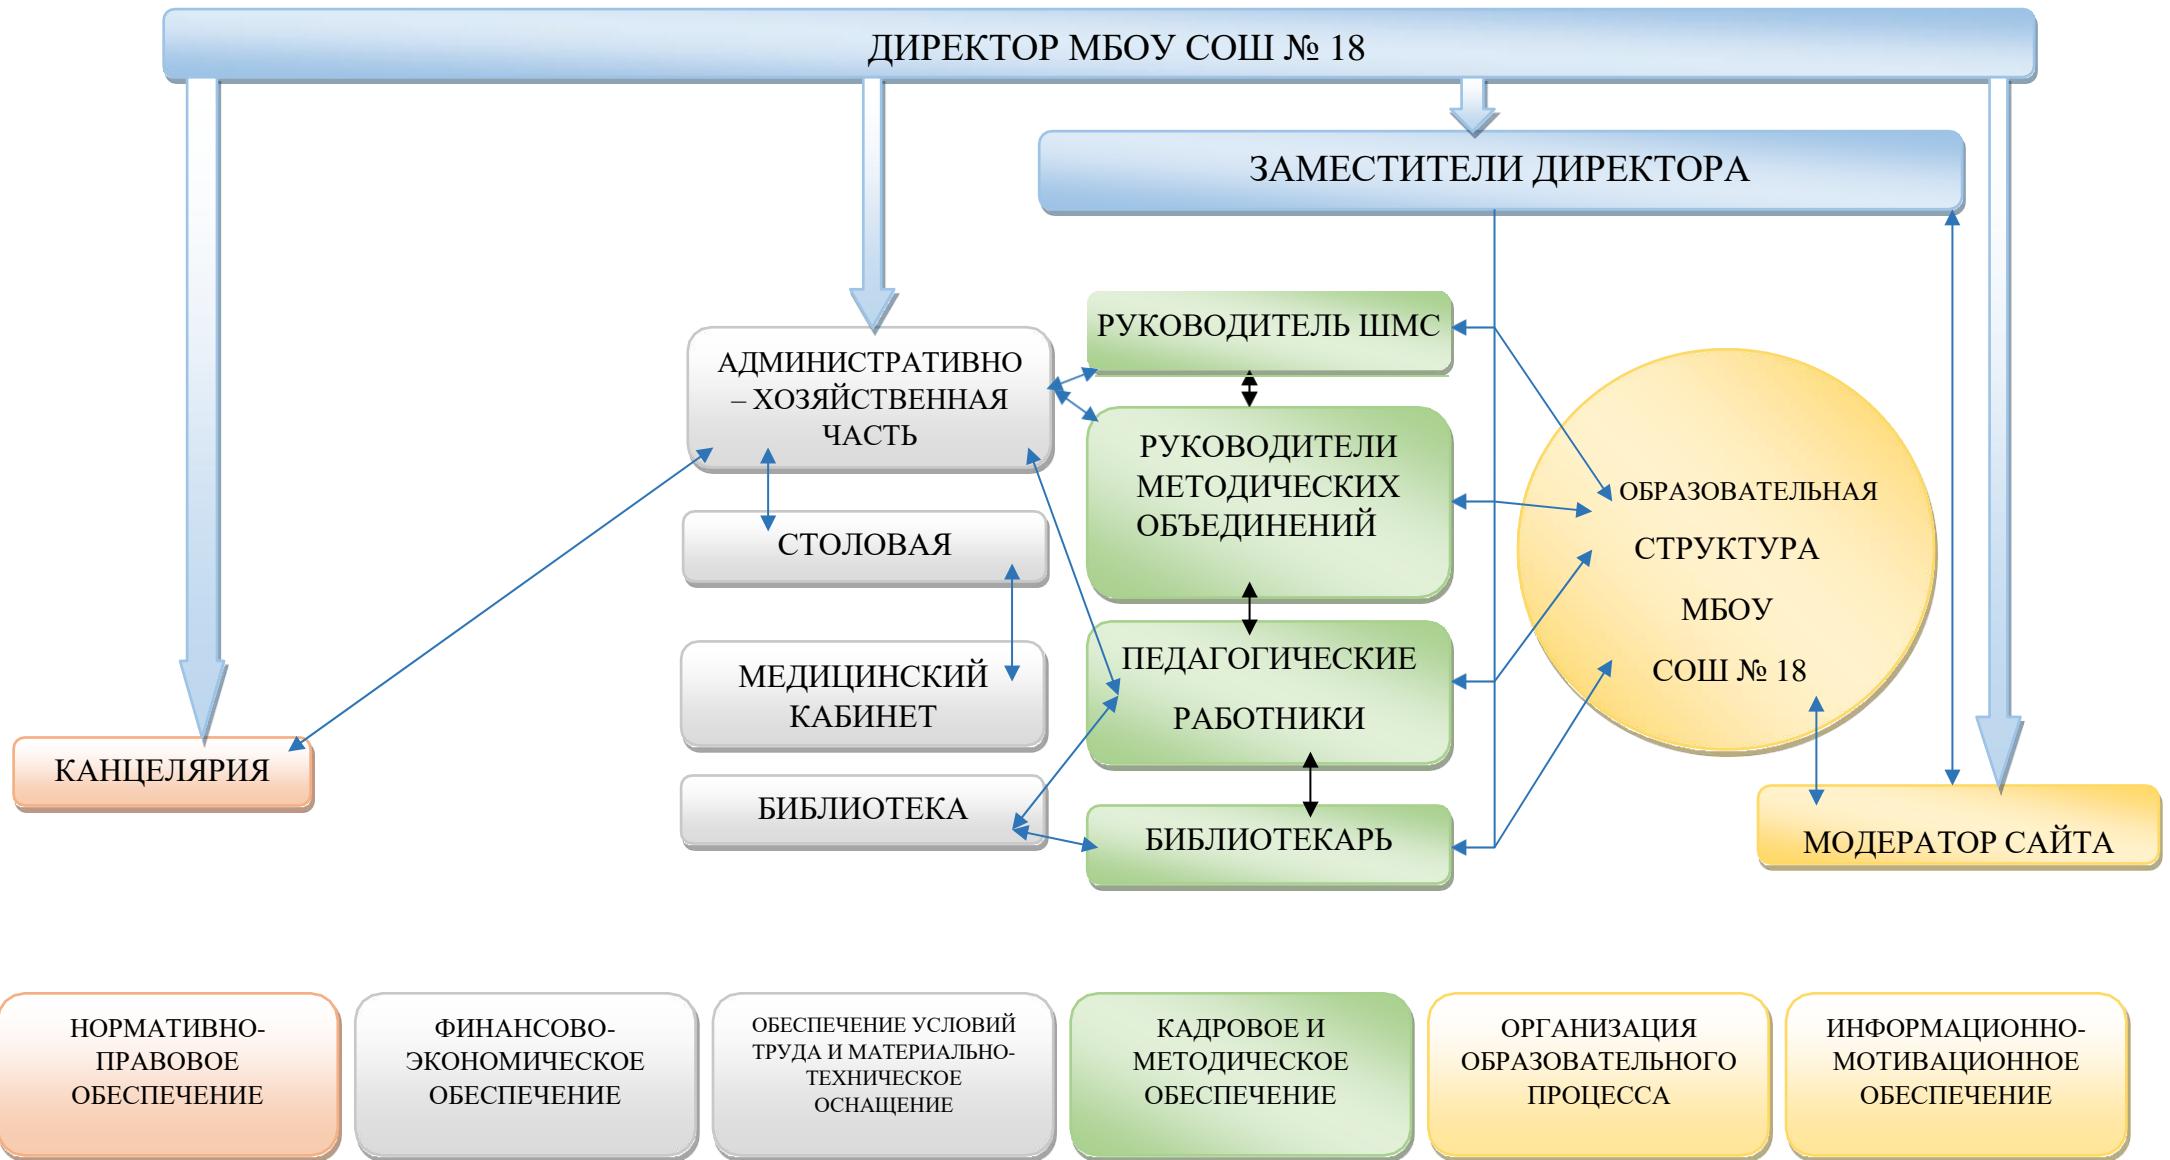 ДИРЕКТОР МБОУ СОШ № 18
ЗАМЕСТИТЕЛИ ДИРЕКТОРА
РУКОВОДИТЕЛЬ ШМС
АДМИНИСТРАТИВНО
– ХОЗЯЙСТВЕННАЯ
ЧАСТЬ
РУКОВОДИТЕЛИ
МЕТОДИЧЕСКИХ
ОБЪЕДИНЕНИЙ
ОБРАЗОВАТЕЛЬНАЯ
СТРУКТУРА
МБОУ
СОШ № 18
СТОЛОВАЯ
МЕДИЦИНСКИЙ
КАБИНЕТ
ПЕДАГОГИЧЕСКИЕ
РАБОТНИКИ
КАНЦЕЛЯРИЯ
БИБЛИОТЕКА
БИБЛИОТЕКАРЬ
МОДЕРАТОР САЙТА
НОРМАТИВНО-
ПРАВОВОЕ
ОБЕСПЕЧЕНИЕ
ФИНАНСОВО-
ЭКОНОМИЧЕСКОЕ
ОБЕСПЕЧЕНИЕ
ОБЕСПЕЧЕНИЕ УСЛОВИЙ
ТРУДА И МАТЕРИАЛЬНО-
ТЕХНИЧЕСКОЕ
ОСНАЩЕНИЕ
КАДРОВОЕ И
МЕТОДИЧЕСКОЕ
ОБЕСПЕЧЕНИЕ
ОРГАНИЗАЦИЯ
ОБРАЗОВАТЕЛЬНОГО
ПРОЦЕССА
ИНФОРМАЦИОННО-
МОТИВАЦИОННОЕ
ОБЕСПЕЧЕНИЕ